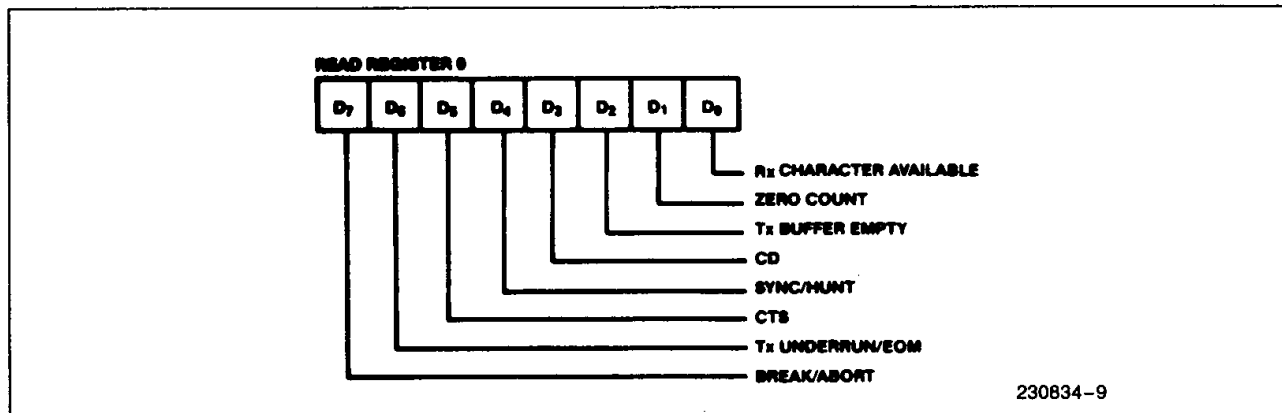 READ REGISTER 0
D7 D6 D5 D4 D3 D2 D1 D0
Rx CHARACTER AVAILABLE
ZERO COUNT
Tx BUFFER EMPTY
CD
SYNC/HUNT
CTS
Tx UNDERRUN/EOM
BREAK/ABORT
230834-9